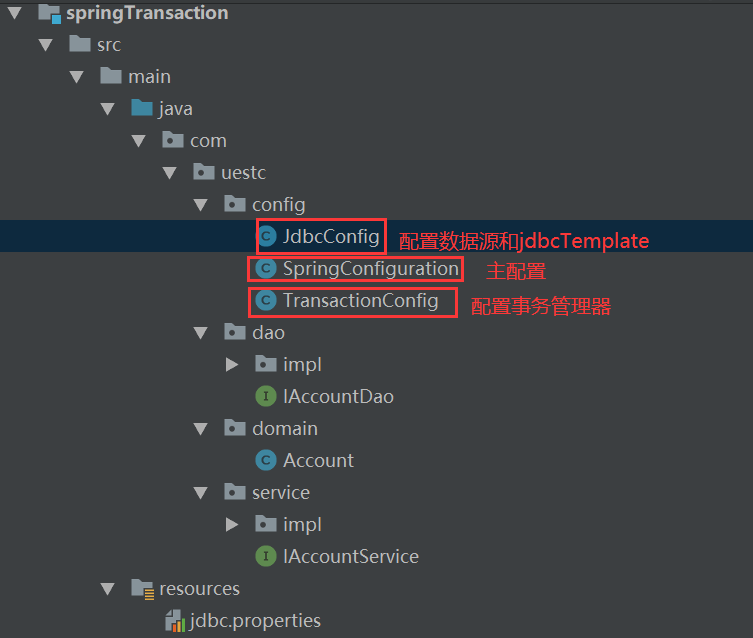 springTransaction
src
main
java
com
uestc
config
JdbcConfig 配置数据源和jdbcTemplate
SpringConfiguration 主配置
TransactionConfig 配置事务管理器
dao
impl
IAccountDao
domain
Account
service
impl
IAccountService
resources
jdbc.properties